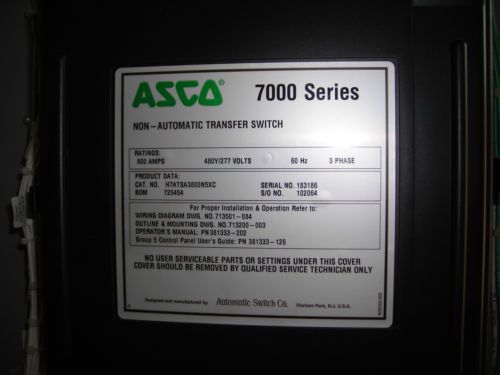 ASCO® 7000 Series
NON-AUTOMATIC TRANSFER SWITCH
RATINGS:
800 AMPS 480Y/277 VOLTS 60 Hz 3 PHASE
PRODUCT DATA:
CAT. NO. H7ATBA3800N5XC SERIAL NO. 183186
BOM 725454 S/O NO. 102064
For Proper Installation & Operation Refer to:
WIRING DIAGRAM DWG. NO.713501-084
OUTLINE & MOUNTING DWG. NO.713200-003
OPERATOR'S MANUAL: PN 381333-202
Group 5 Control Panel User's Guide: PN 381333-126
NO USER SERVICEABLE PARTS OR SETTINGS UNDER THIS COVER
COVER SHOULD BE REMOVED BY QUALIFIED SERVICE TECHNICIAN ONLY
Designed and manufactured by Automatic Switch Co. Florham Park, N.J. U.S.A.